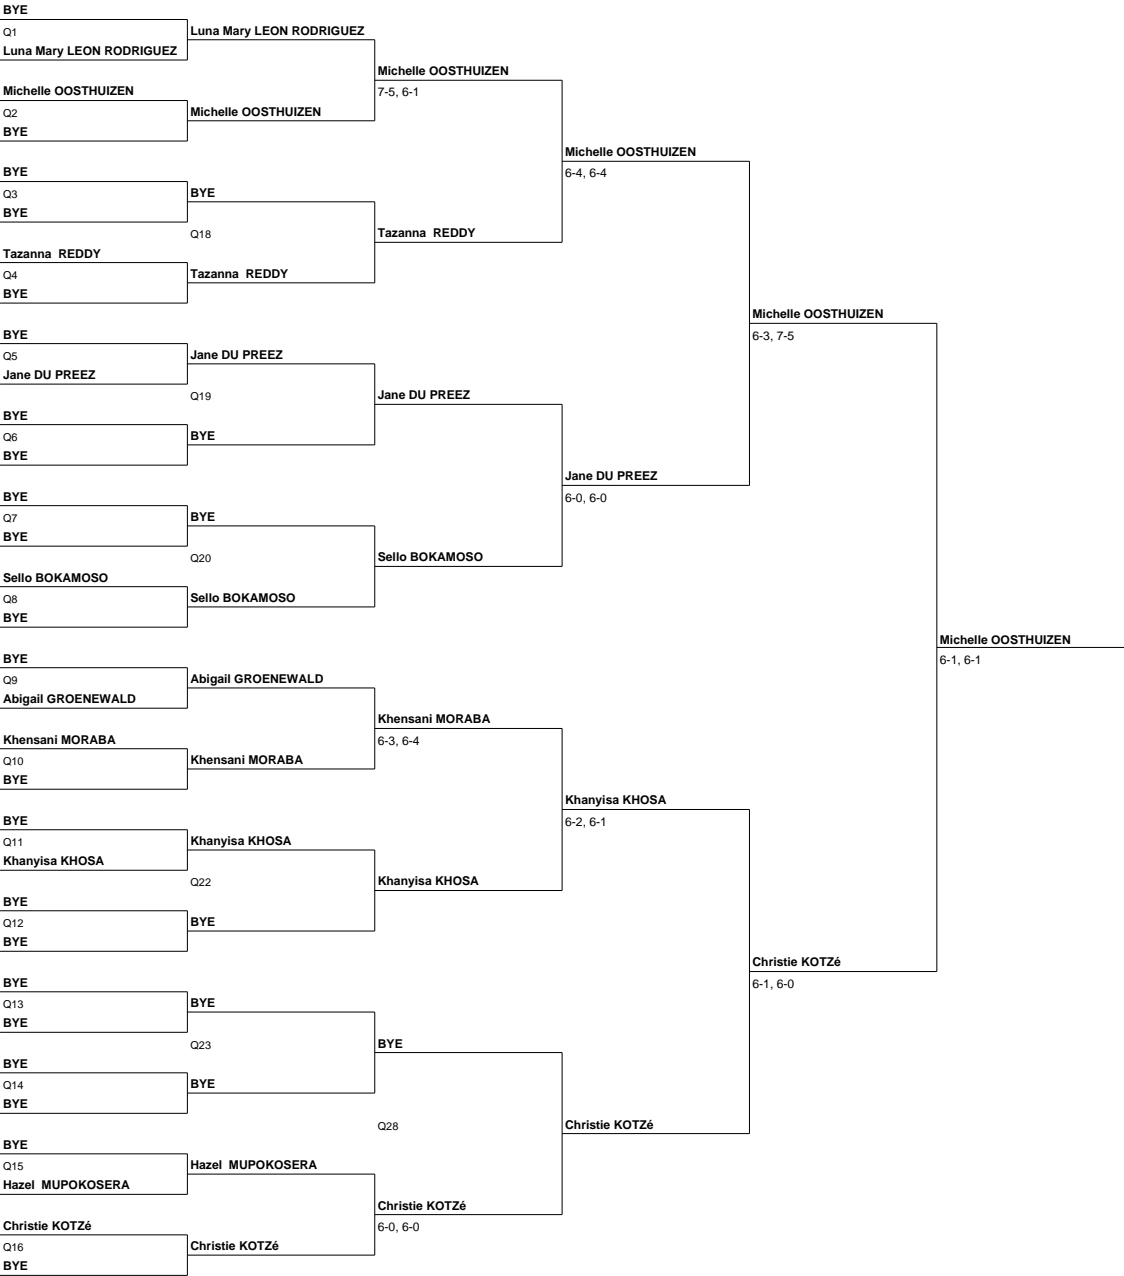 BYE
Q1
Luna Mary LEON RODRIGUEZ
Michelle OOSTHUIZEN
Q2
BYE
BYE
Q3
BYE
Tazanna REDDY
Q4
BYE
BYE
Q5
Jane DU PREEZ
BYE
Q6
BYE
BYE
Q7
BYE
Sello BOKAMOSO
Q8
BYE
BYE
Q9
Abigail GROENEWALD
Khensani MORABA
Q10
BYE
BYE
Q11
Khanyisa KHOSA
BYE
Q12
BYE
BYE
Q13
BYE
BYE
Q14
BYE
BYE
Q15
Hazel MUPOKOSERA
Christie KOTZé
Q16
BYE
Luna Mary LEON RODRIGUEZ
Michelle OOSTHUIZEN
BYE
Q18
Tazanna REDDY
Jane DU PREEZ
Q19
BYE
BYE
Q20
Sello BOKAMOSO
Abigail GROENEWALD
Khensani MORABA
Khanyisa KHOSA
Q22
BYE
BYE
Q23
BYE
Hazel MUPOKOSERA
Christie KOTZé
Michelle OOSTHUIZEN
7-5, 6-1
Tazanna REDDY
Jane DU PREEZ
Sello BOKAMOSO
Khensani MORABA
6-3, 6-4
Khanyisa KHOSA
BYE
Q28
Christie KOTZé
6-0, 6-0
Michelle OOSTHUIZEN
6-4, 6-4
Jane DU PREEZ
6-0, 6-0
Khanyisa KHOSA
6-2, 6-1
Christie KOTZé
Michelle OOSTHUIZEN
6-3, 7-5
Christie KOTZé
6-1, 6-0
Michelle OOSTHUIZEN
6-1, 6-1